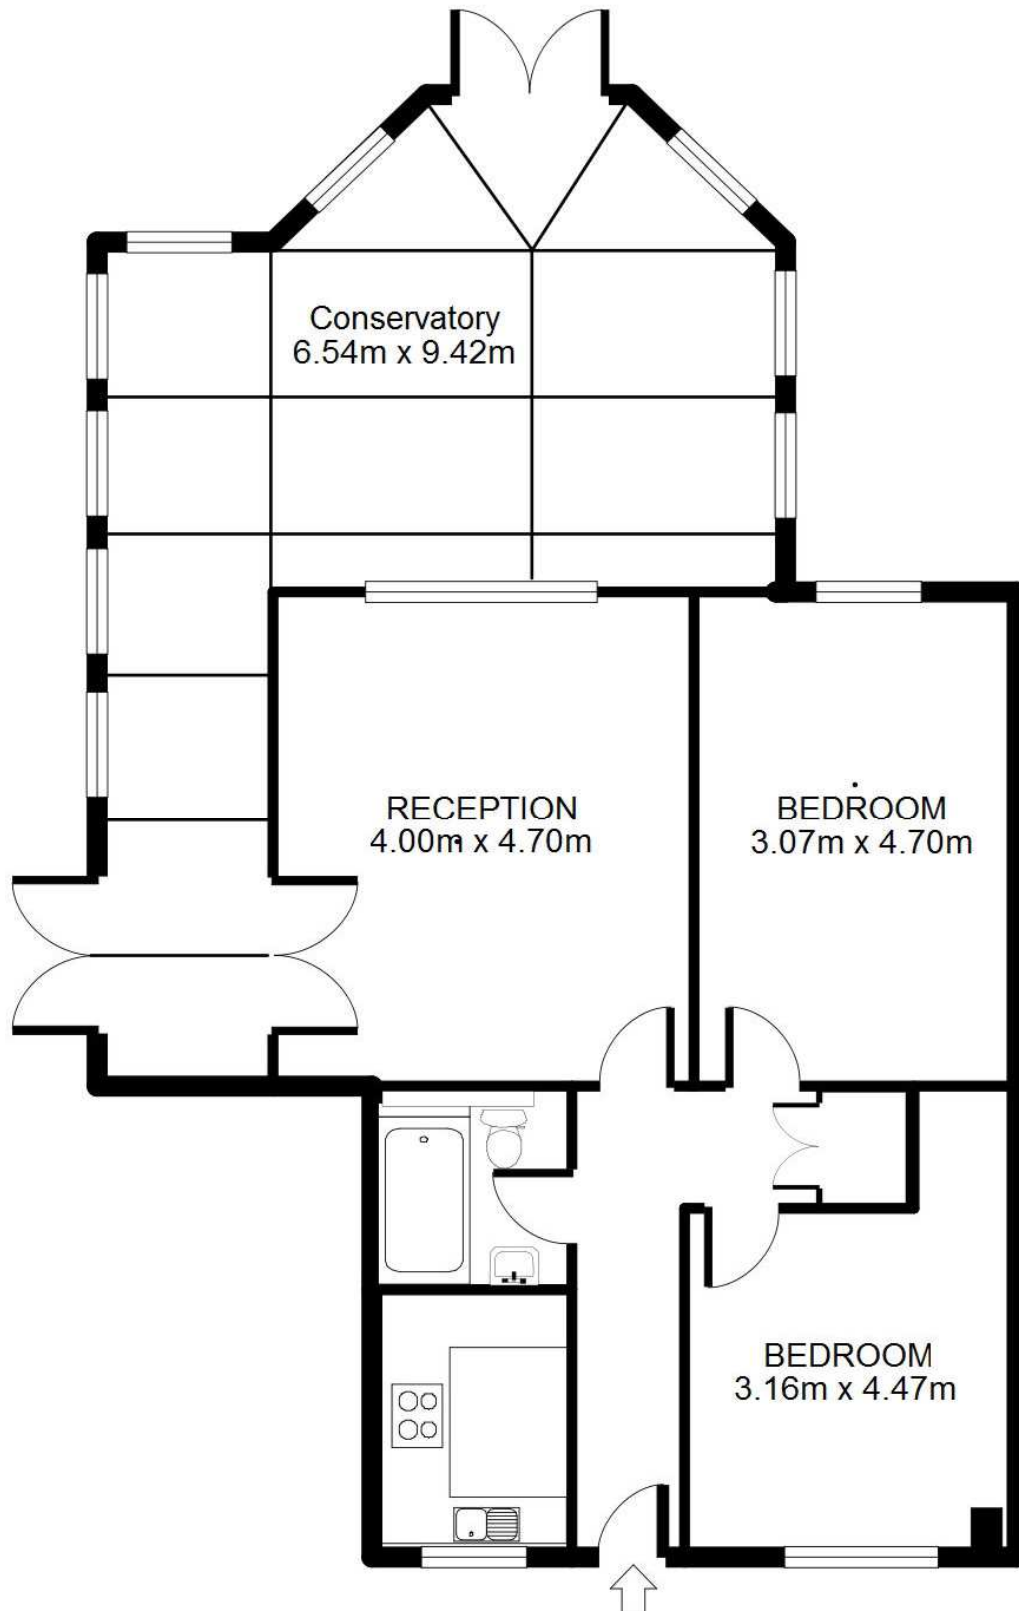 Conservatory
6.54m x 9.42m
RECEPTION
4.00m x 4.70m
BEDROOM
3.07m x 4.70m
BEDROOM
3.16m x 4.47m